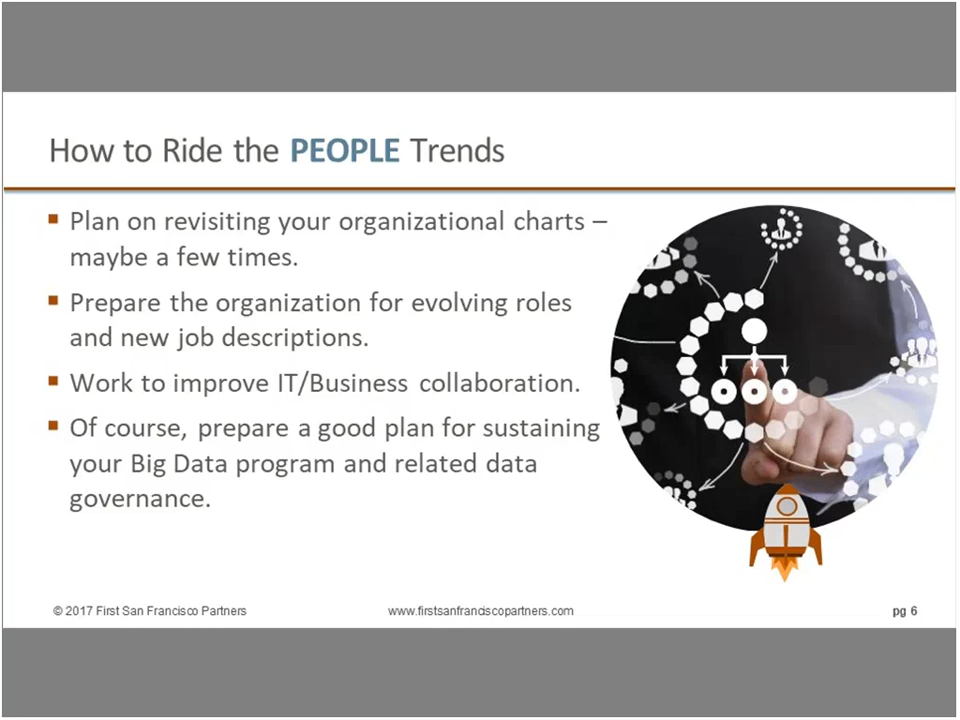 How to Ride the PEOPLE Trends
▪ Plan on revisiting your organizational charts –
maybe a few times.
▪ Prepare the organization for evolving roles
and new job descriptions.
▪ Work to improve IT/Business collaboration.
▪ Of course, prepare a good plan for sustaining
your Big Data program and related data
governance.
© 2017 First San Francisco Partners
www.firstsanfranciscopartners.com
pg 6